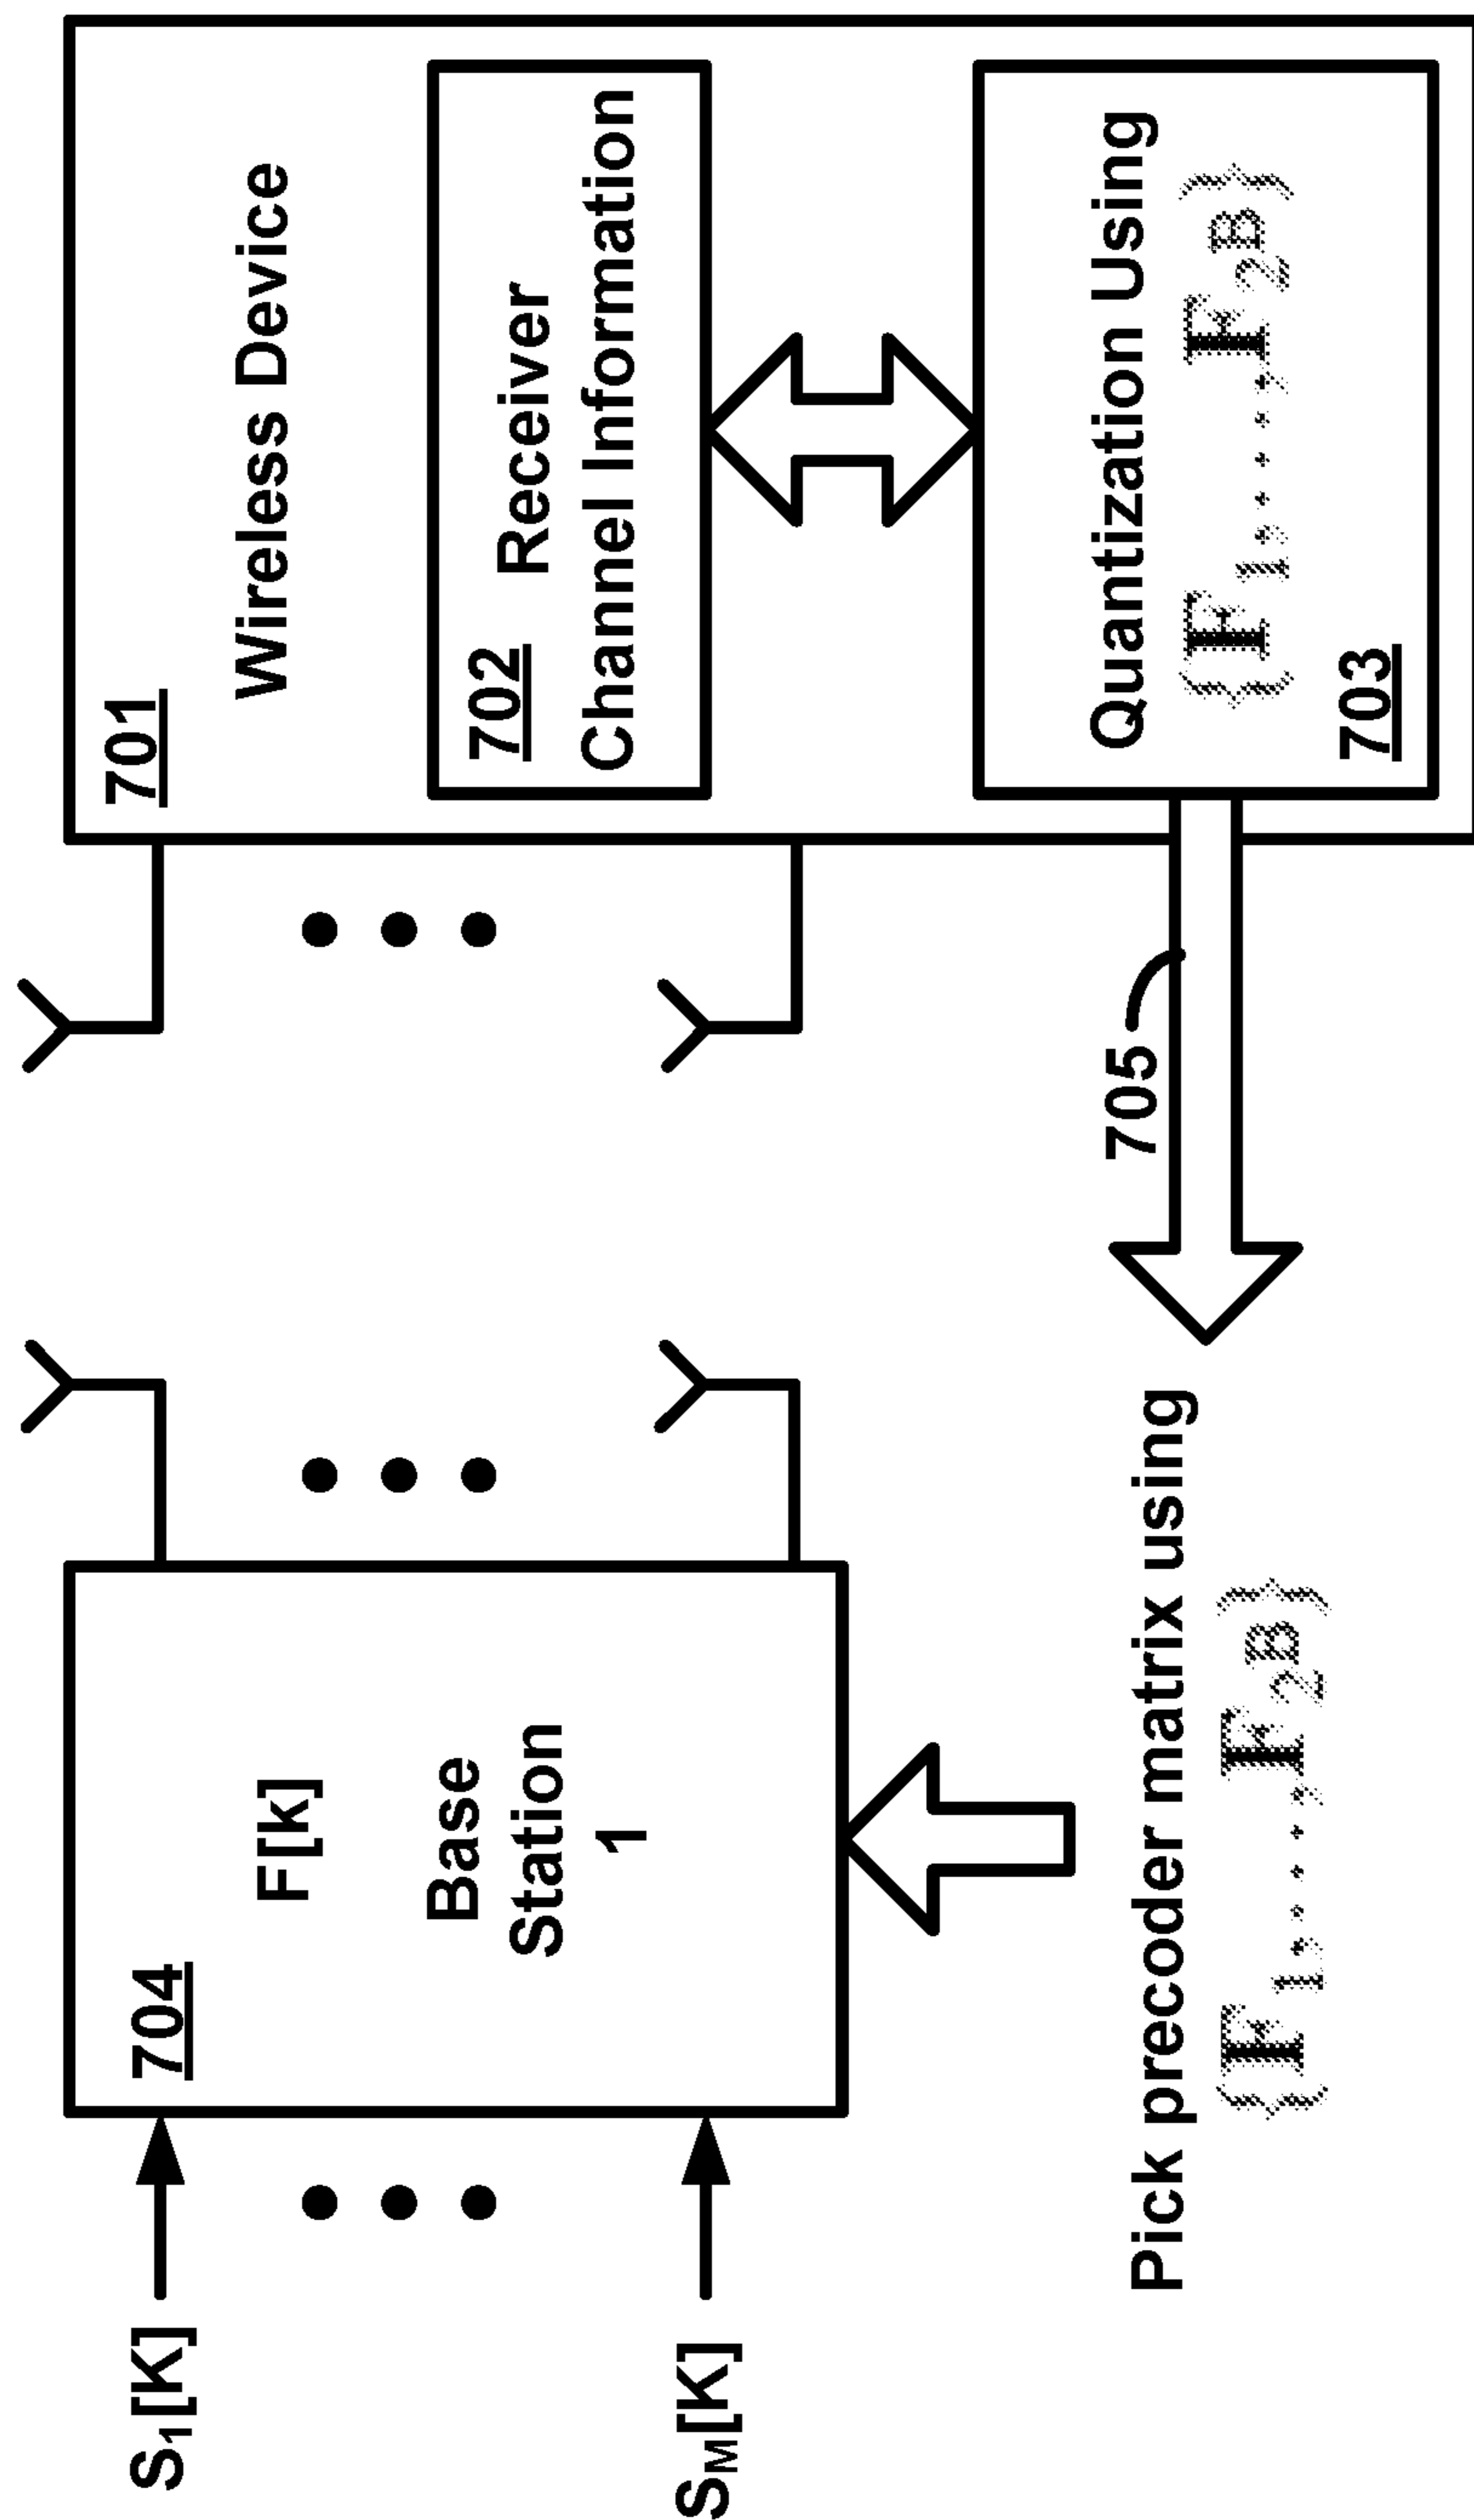 S1[K]
SM[K]
704
F[k]
Base
Station
1
Pick precoder matrix using
{F1, . . . , F2B}
705
701
Wireless Device
702
Receiver
Channel Information
Quantization Using
{F1, . . . , F2B}
703